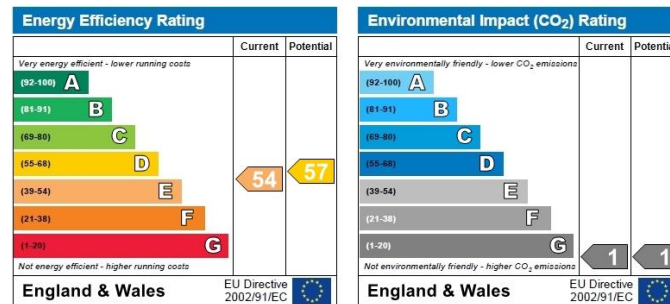 Energy Efficiency Rating
Current Potential
Very energy efficient - lower running costs
(92-100) A
(81-91) B
(69-80) C
(55-68) D
(39-54) E
(21-38) F
(1-20) G
54 57
Not energy efficient - higher running costs
England & Wales
EU Directive
2002/91/EC
Environmental Impact (CO₂) Rating
Current Potential
Very environmentally friendly - lower CO₂ emissions
(92-100) A
(81-91) B
(69-80) C
(55-68) D
(39-54) E
(21-38) F
(1-20) G
1 1
Not environmentally friendly - higher CO₂ emissions
England & Wales
EU Directive
2002/91/EC